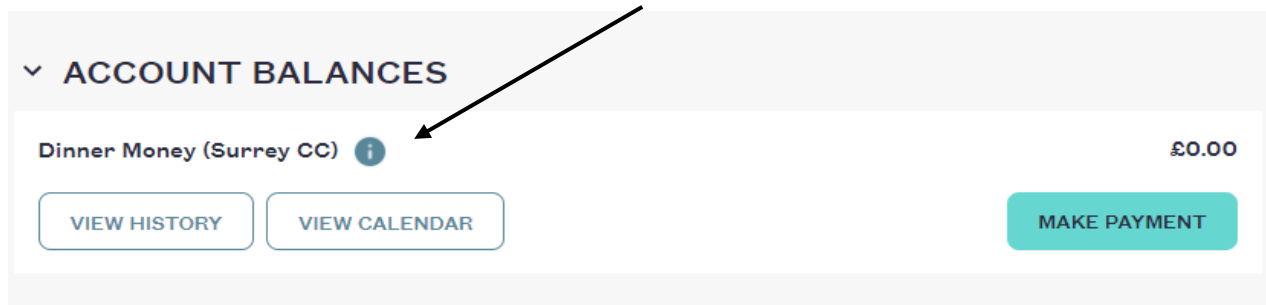 ACCOUNT BALANCES
Dinner Money (Surrey CC) i £0.00
VIEW HISTORY VIEW CALENDAR MAKE PAYMENT